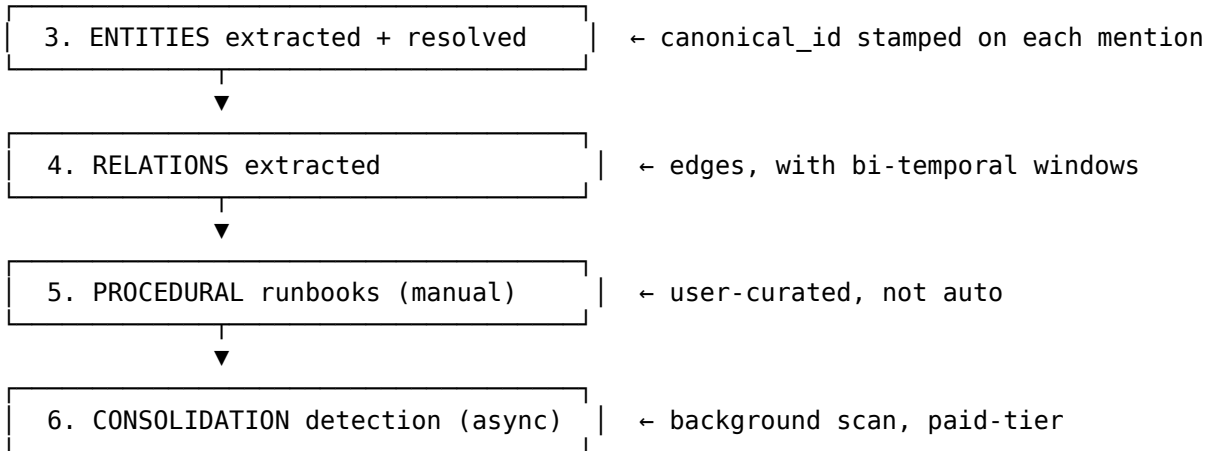 3. ENTITIES extracted + resolved ← canonical_id stamped on each mention
4. RELATIONS extracted ← edges, with bi-temporal windows
5. PROCEDURAL runbooks (manual) ← user-curated, not auto
6. CONSOLIDATION detection (async) ← background scan, paid-tier